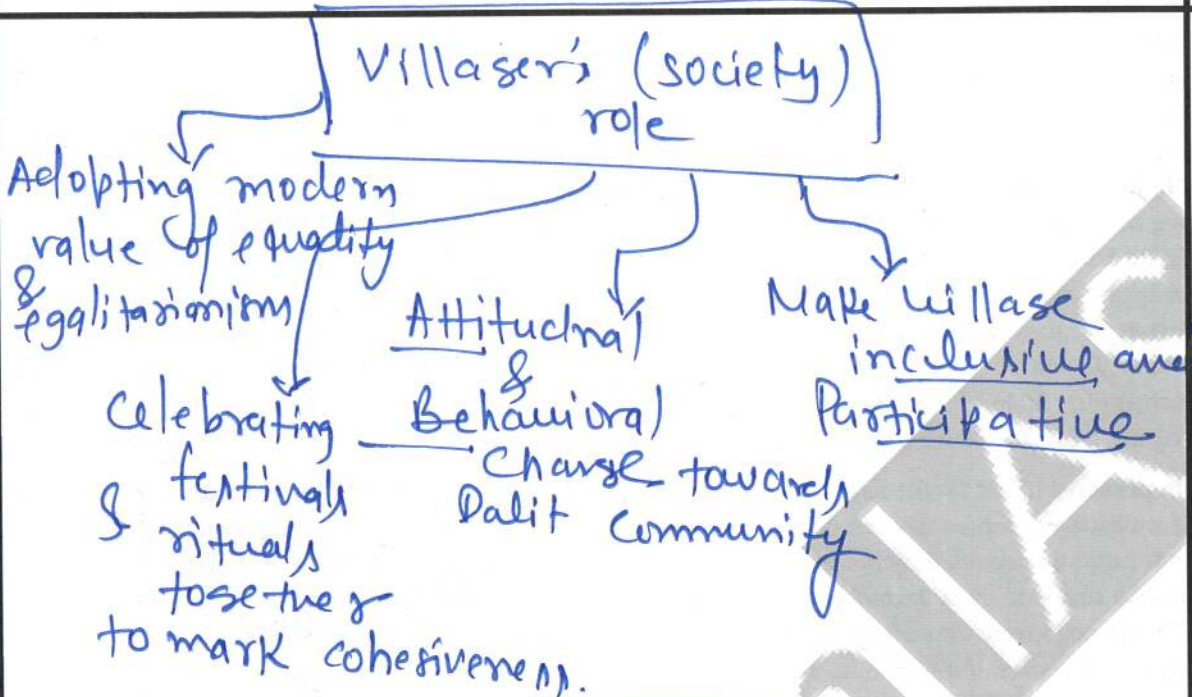 Villager's (society)
role
Adopting modern
value of equality
& egalitarianism
Celebrating
festivals
& rituals
together
to mark cohesiveness.
Attitudnal
&
Behavioral
Change towards
Dalit Community
Make village
inclusive and
Participative